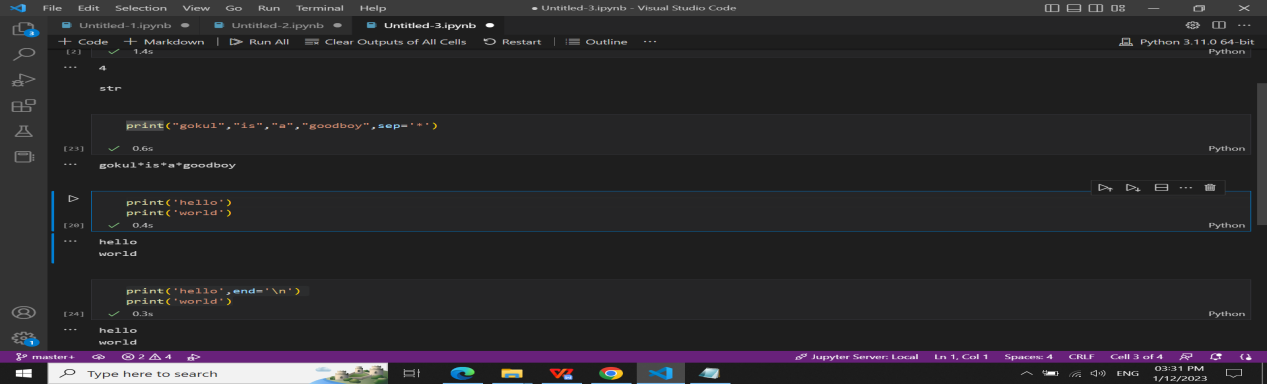 File Edit Selection View Go Run Terminal Help
● Untitled-3.ipynb - Visual Studio Code
Untitled-1.ipynb ● Untitled-2.ipynb ● Untitled-3.ipynb ●
+ Code + Markdown | Run All Clear Outputs of All Cells Restart | Outline ...
Python 3.11.0 64-bit
[2] ✓ 1.4s Python
... 4
str
print("gokul","is","a","goodboy",sep='*')
[23] ✓ 0.6s Python
... gokul*is*a*goodboy
print('hello')
print('world')
[20] ✓ 0.4s Python
... hello
world
print('hello',end='\n')
print('world')
[24] ✓ 0.3s Python
... hello
world
3
1
master+ 2 4 Jupyter Server: Local Ln 1, Col 1 Spaces: 4 CRLF Cell 3 of 4
Type here to search
ENG
03:31 PM
1/12/2023